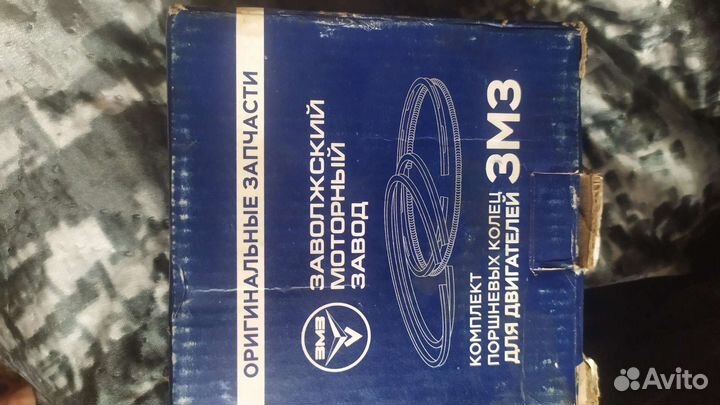 ОРИГИНАЛЬНЫЕ ЗАПЧАСТИ
ЗМЗ
ЗАВОЛЖСКИЙ
МОТОРНЫЙ
ЗАВОД
КОМПЛЕКТ
ПОРШНЕВЫХ КОЛЕЦ
ДЛЯ ДВИГАТЕЛЕЙ
ЗМЗ
Avito